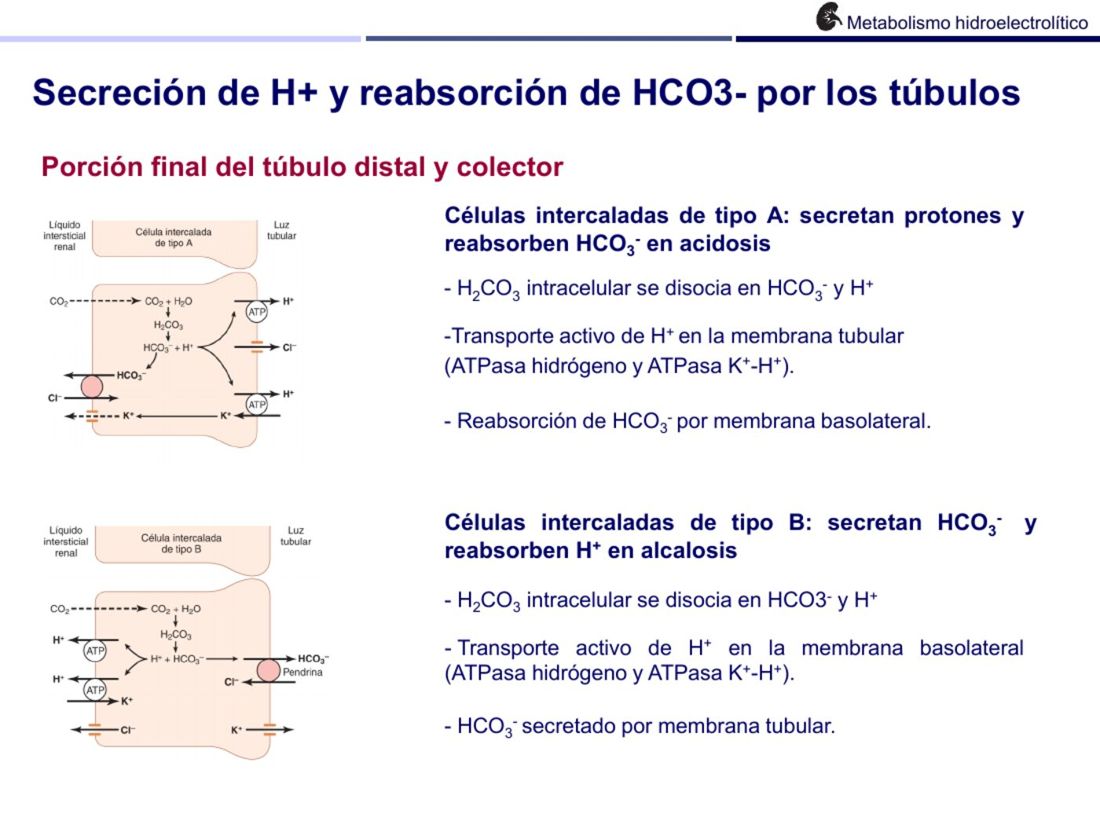 Metabolismo hidroelectrolítico
Secreción de H+ y reabsorción de HCO3- por los túbulos
Porción final del túbulo distal y colector
Líquido
intersticial
renal
Célula intercalada
de tipo A
Luz
tubular
CO₂
CO₂ + H₂O
H₂CO₃
HCO₃⁻ + H⁺
ATP
H⁺
Cl⁻
HCO₃⁻
Cl⁻
K⁺
K⁺
ATP
H⁺
Células intercaladas de tipo A: secretan protones y
reabsorben HCO₃⁻ en acidosis
- H₂CO₃ intracelular se disocia en HCO₃⁻ y H⁺
-Transporte activo de H⁺ en la membrana tubular
(ATPasa hidrógeno y ATPasa K⁺-H⁺).
- Reabsorción de HCO₃⁻ por membrana basolateral.
Líquido
intersticial
renal
Célula intercalada
de tipo B
Luz
tubular
CO₂
CO₂ + H₂O
H₂CO₃
H⁺ + HCO₃⁻
H⁺
ATP
H⁺
ATP
K⁺
Cl⁻
HCO₃⁻
Pendrina
Cl⁻
K⁺
Células intercaladas de tipo B: secretan HCO₃⁻ y
reabsorben H⁺ en alcalosis
- H₂CO₃ intracelular se disocia en HCO3⁻ y H⁺
- Transporte activo de H⁺ en la membrana basolateral
(ATPasa hidrógeno y ATPasa K⁺-H⁺).
- HCO₃⁻ secretado por membrana tubular.